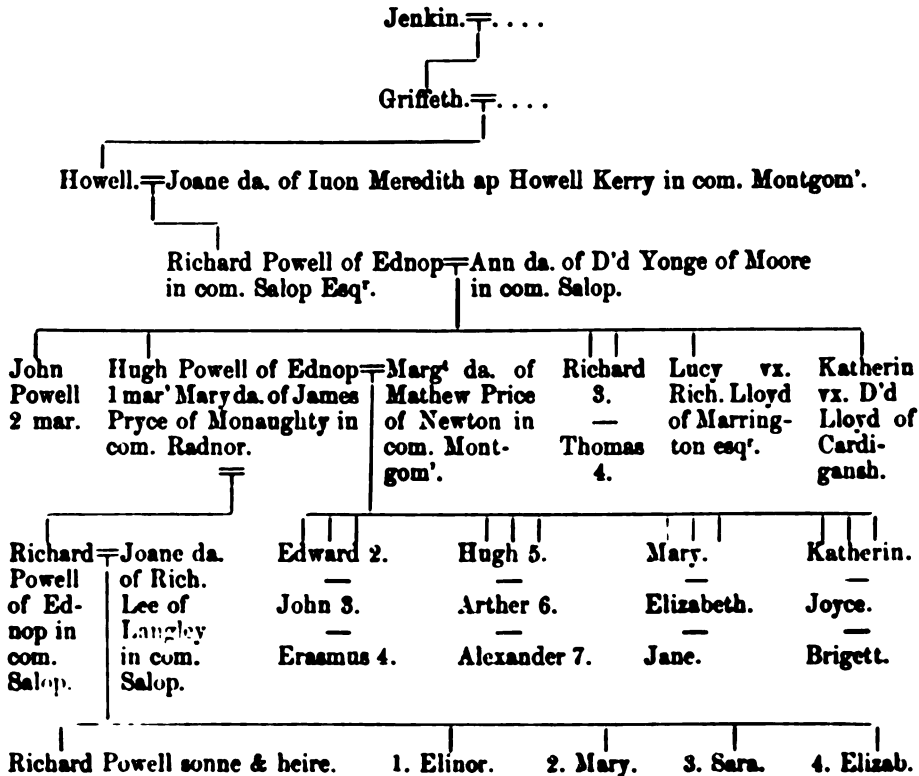 Jenkin.=....
Griffeth.=....
Howell.=Joane da. of Iuon Meredith ap Howell Kerry in com. Montgom'.
Richard Powell of Ednop=Ann da. of D'd Yonge of Moore
in com. Salop Esqʳ. in com. Salop.
John
Powell
2 mar.
Hugh Powell of Ednop=
1 mar' Mary da. of James
Pryce of Monaughty in
com. Radnor.
Margᵗ da. of
Mathew Price
of Newton in
com. Mont-
gom'.
Richard
3.
—
Thomas
4.
Lucy vx.
Rich. Lloyd
of Marring-
ton esqʳ.
Katherin
vx. D'd
Lloyd of
Cardi-
gansh.
Richard=
Powell
of Ed-
nop in
com.
Salop.
Joane da.
of Rich.
Lee of
Langley
in com.
Salop.
Edward 2.
—
John 3.
—
Erasmus 4.
Hugh 5.
—
Arther 6.
—
Alexander 7.
Mary.
—
Elizabeth.
—
Jane.
Katherin.
—
Joyce.
—
Brigett.
Richard Powell sonne & heire. 1. Elinor. 2. Mary. 3. Sara. 4. Elizab.